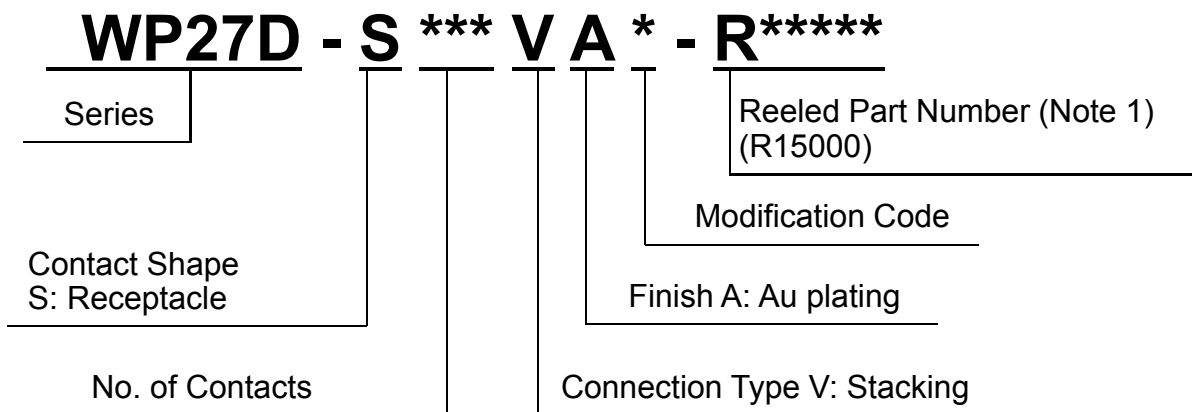 WP27D - S *** V A * - R*****
Series
Reeled Part Number (Note 1)
(R15000)
Modification Code
Contact Shape
S: Receptacle
Finish A: Au plating
No. of Contacts
Connection Type V: Stacking